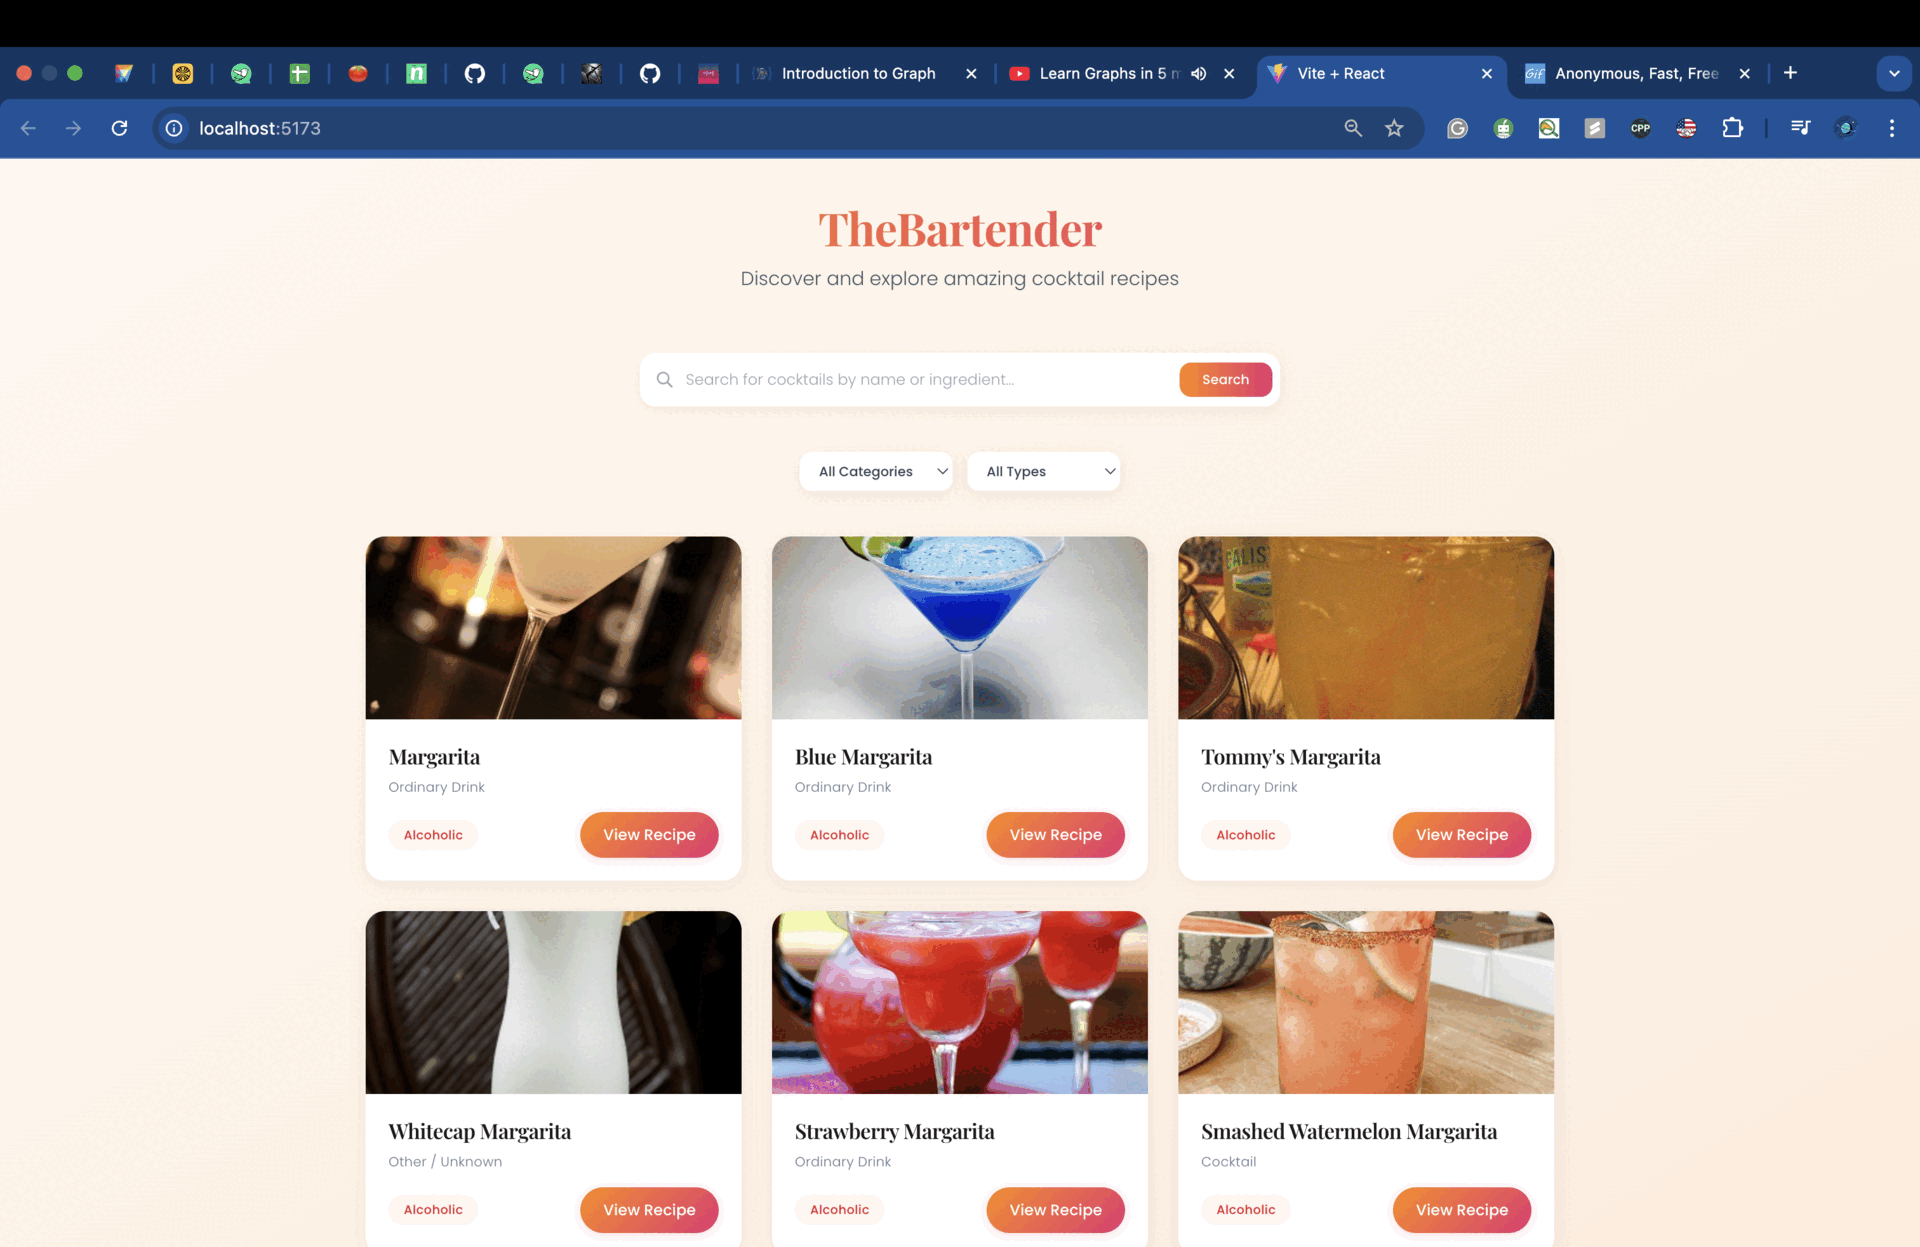 Introduction to Graph
Learn Graphs in 5 m
Vite + React
Gif
Anonymous, Fast, Free
localhost:5173
CPP
TheBartender
Discover and explore amazing cocktail recipes
Search for cocktails by name or ingredient...
Search
All Categories
All Types
Margarita
Ordinary Drink
Alcoholic
View Recipe
Blue Margarita
Ordinary Drink
Alcoholic
View Recipe
Tommy's Margarita
Ordinary Drink
Alcoholic
View Recipe
Whitecap Margarita
Other / Unknown
Alcoholic
View Recipe
Strawberry Margarita
Ordinary Drink
Alcoholic
View Recipe
Smashed Watermelon Margarita
Cocktail
Alcoholic
View Recipe